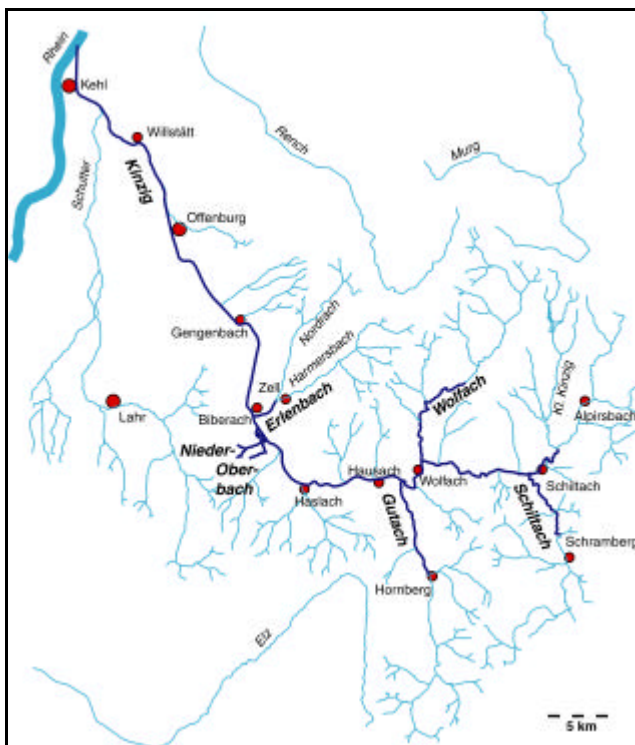 Rhein
Kehl
Willstätt
Rench
Murg
Schutter
Kinzig
Offenburg
Gengenbach
Nordrach
Harmersbach
Zell
Kl. Kinzig
Lahr
Biberach
Erlenbach
Wolfach
Alpirsbach
Nieder-
Ober-
bach
Hausach
Wolfach
Schiltach
Haslach
Gutach
Schiltach
Schramberg
Hornberg
Elz
5 km